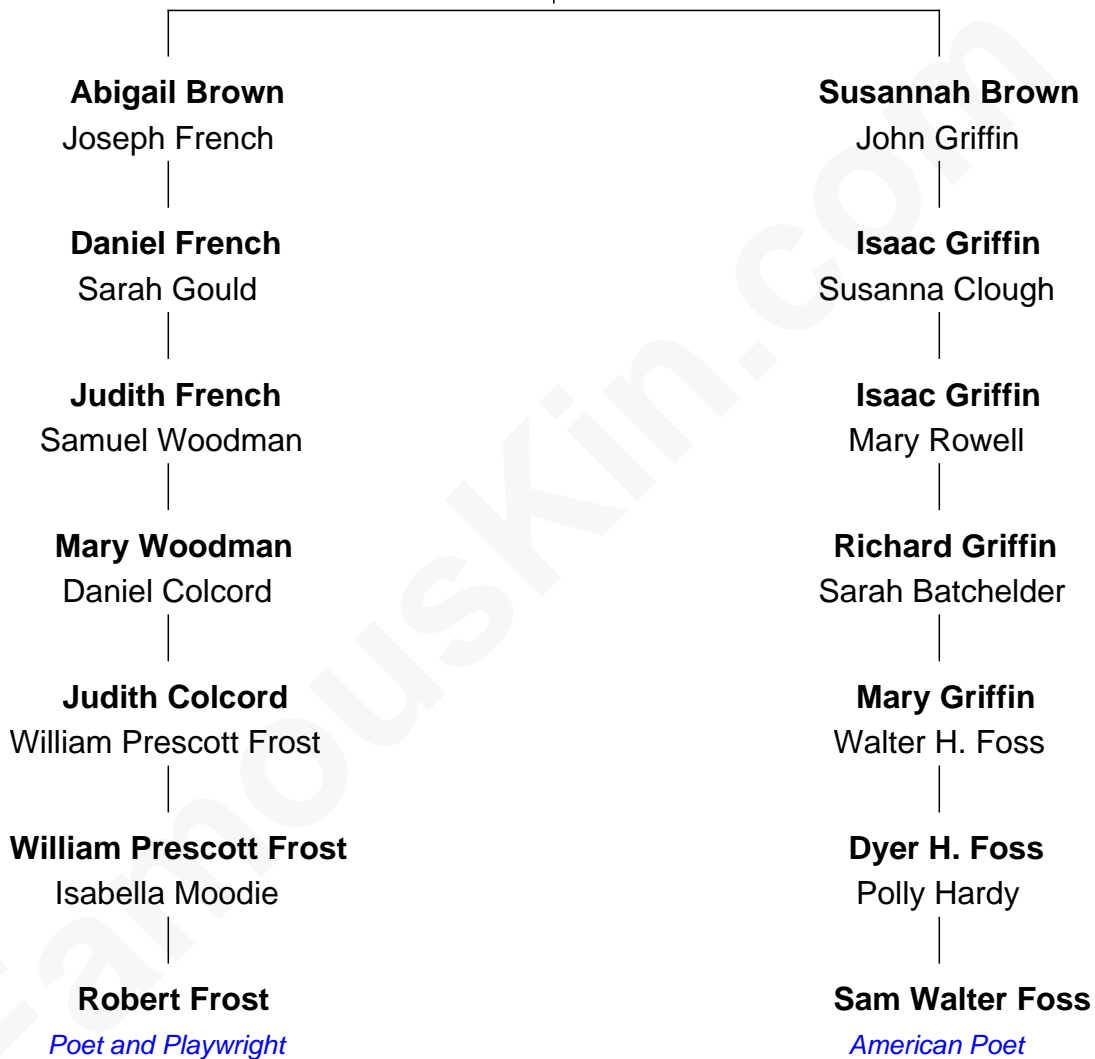 Abigail Brown
Joseph French
Susannah Brown
John Griffin
Daniel French
Sarah Gould
Isaac Griffin
Susanna Clough
Judith French
Samuel Woodman
Isaac Griffin
Mary Rowell
Mary Woodman
Daniel Colcord
Richard Griffin
Sarah Batchelder
Judith Colcord
William Prescott Frost
Mary Griffin
Walter H. Foss
William Prescott Frost
Isabella Moodie
Dyer H. Foss
Polly Hardy
Robert Frost
Poet and Playwright
Sam Walter Foss
American Poet
FamousKin.com